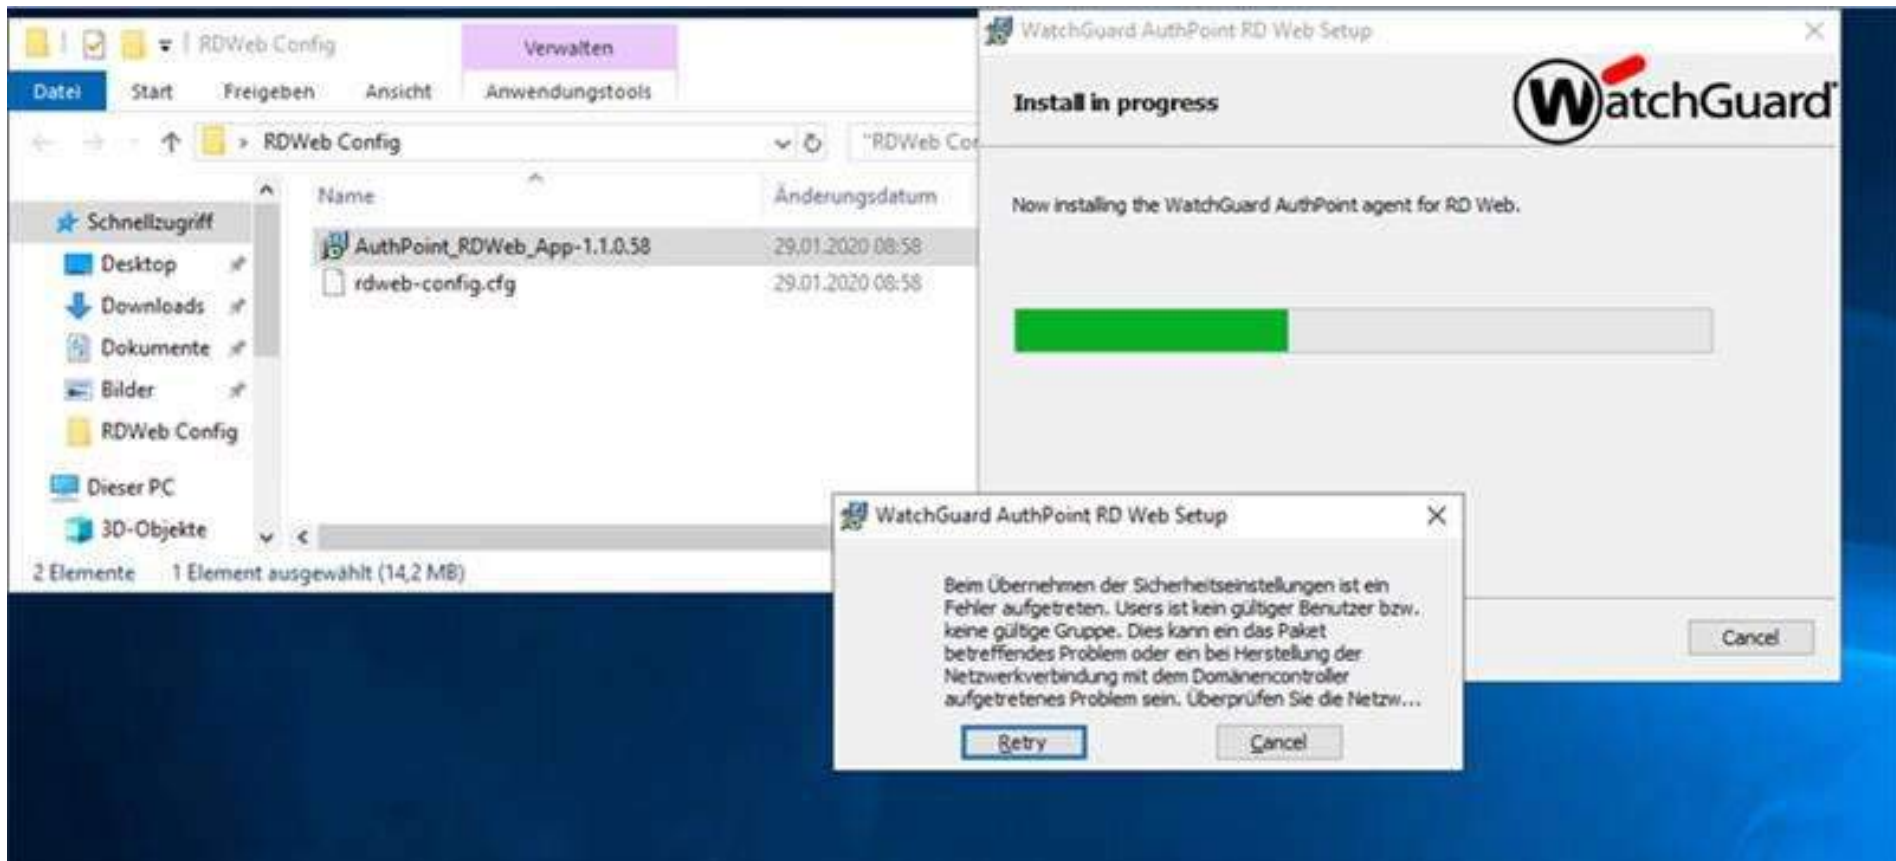 RDWeb Config
Verwalten
Datei Start Freigeben Ansicht Anwendungstools
RDWeb Config
"RDWeb Con
Name Änderungsdatum
AuthPoint_RDWeb_App-1.1.0.58 29.01.2020 08:58
rdweb-config.cfg 29.01.2020 08:58
Schnellzugriff
Desktop
Downloads
Dokumente
Bilder
RDWeb Config
Dieser PC
3D-Objekte
2 Elemente 1 Element ausgewählt (14,2 MB)
WatchGuard AuthPoint RD Web Setup
Install in progress
WatchGuard
Now installing the WatchGuard AuthPoint agent for RD Web.
Cancel
WatchGuard AuthPoint RD Web Setup
Beim Übernehmen der Sicherheitseinstellungen ist ein
Fehler aufgetreten. Users ist kein gültiger Benutzer bzw.
keine gültige Gruppe. Dies kann ein das Paket
betreffendes Problem oder ein bei Herstellung der
Netzwerkverbindung mit dem Domänencontroller
aufgetretenes Problem sein. Überprüfen Sie die Netzw...
Retry Cancel